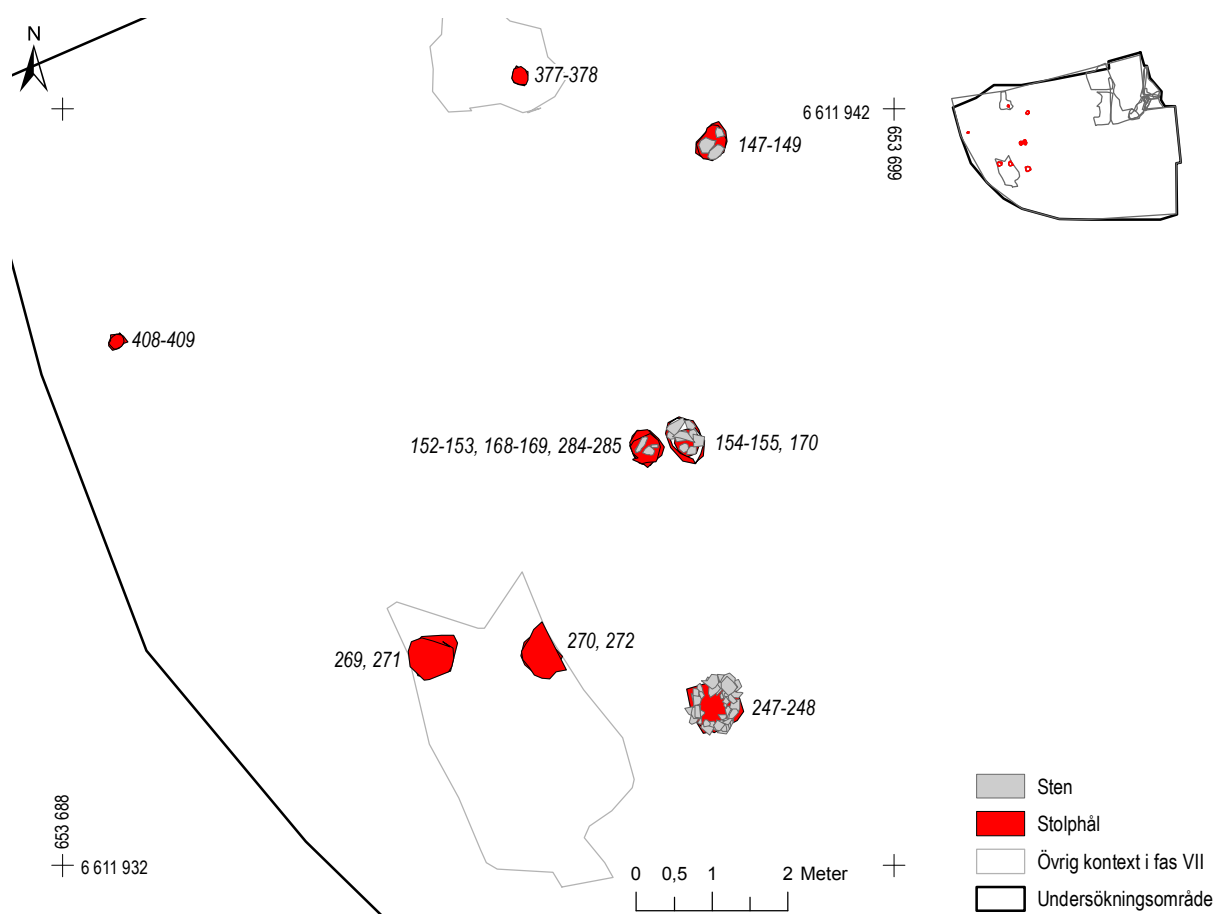 N
377-378
6 611 942
653 699
147-149
408-409
152-153, 168-169, 284-285
154-155, 170
269, 271
270, 272
247-248
653 688
6 611 932
0 0,5 1 2 Meter
Sten
Stolphål
Övrig kontext i fas VII
Undersökningsområde